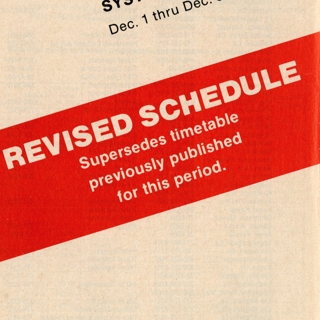 Dec. 1 thru Dec.
REVISED SCHEDULE
Supersedes timetable
previously published
for this period.